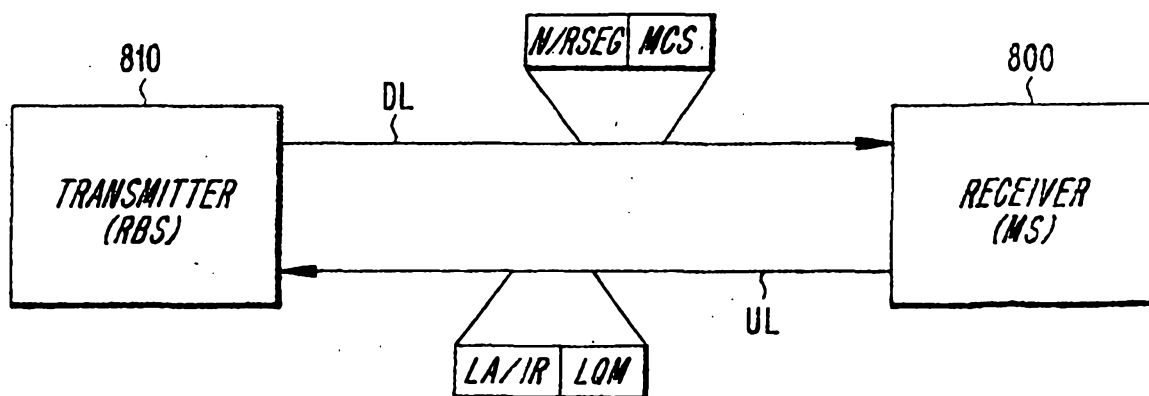 N/RSEG MCS
810
800
DL
TRANSMITTER
(RBS)
RECEIVER
(MS)
UL
LA/IR LQM